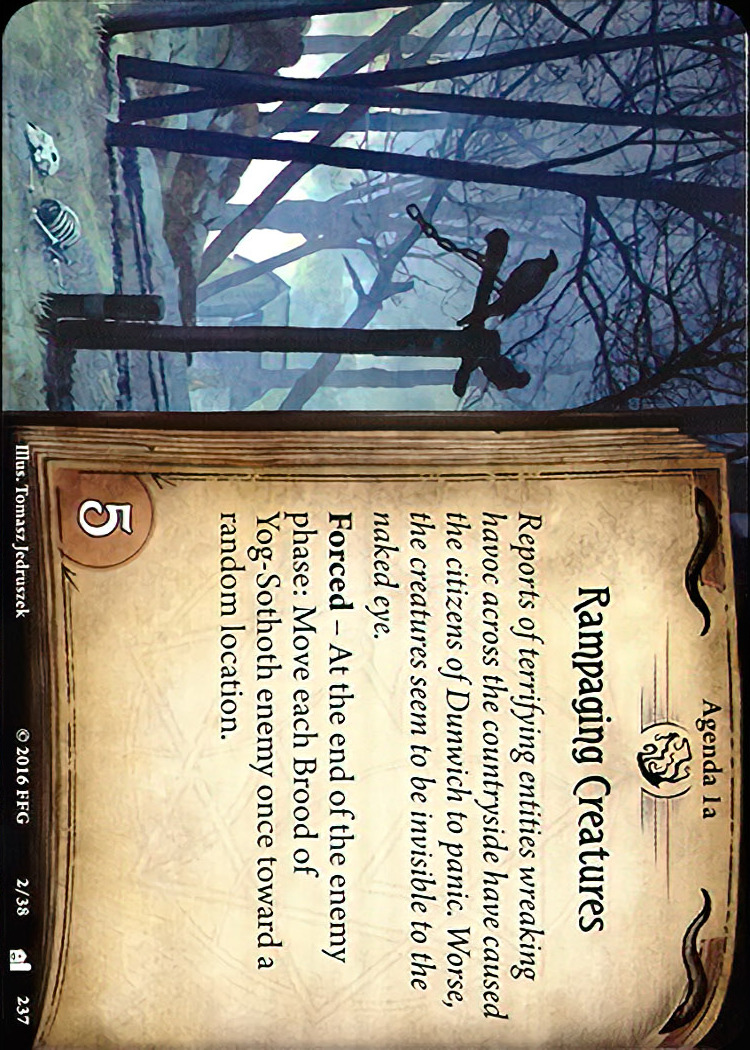 Agenda 1a
Rampaging Creatures
Reports of terrifying entities wreaking
havoc across the countryside have caused
the citizens of Dunwich to panic. Worse,
the creatures seem to be invisible to the
naked eye.
Forced – At the end of the enemy
phase: Move each Brood of
Yog-Sothoth enemy once toward a
random location.
5
Illus. Tomasz Jedruszek
© 2016 FFG
2/38
237